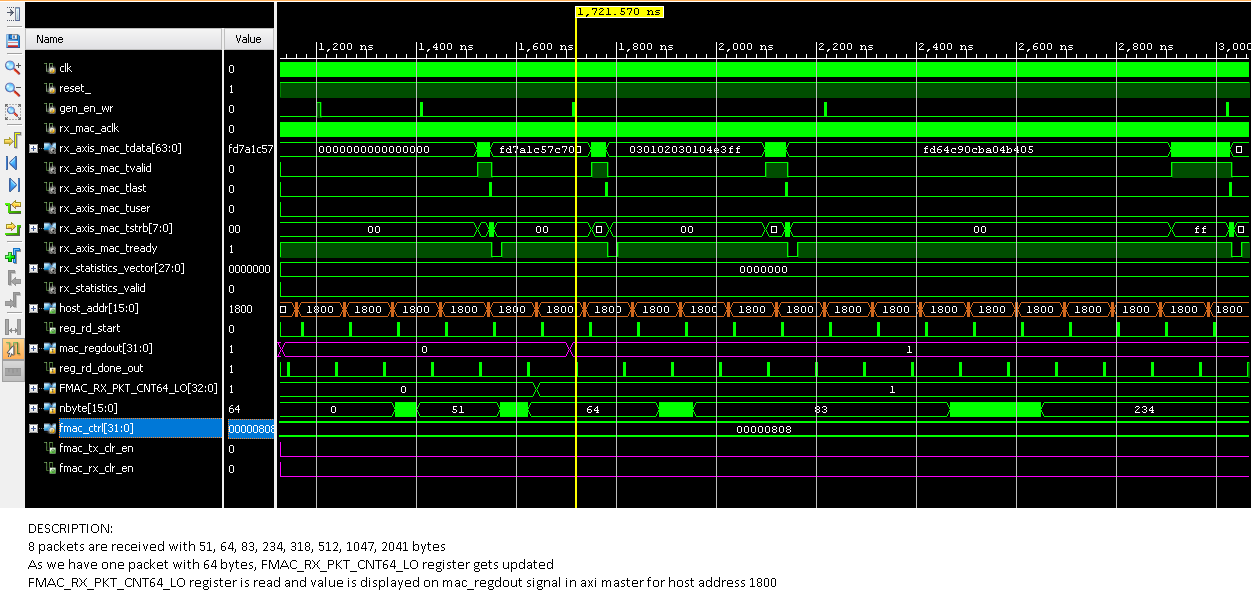 1,721.570 ns
Name Value
1,200 ns 1,400 ns 1,600 ns 1,800 ns 2,000 ns 2,200 ns 2,400 ns 2,600 ns 2,800 ns 3,000
clk 0
reset_ 1
gen_en_wr 0
rx_mac_aclk 0
rx_axis_mac_tdata[63:0] fd7a1c57 0000000000000000 fd7a1c57c70 030102030104e3ff fd64c90cba04b405
rx_axis_mac_tvalid 0
rx_axis_mac_tlast 0
rx_axis_mac_tuser 0
rx_axis_mac_tstrb[7:0] 00 00 00 00 00 ff
rx_axis_mac_tready 1
rx_statistics_vector[27:0] 0000000 0000000
rx_statistics_valid 0
host_addr[15:0] 1800 1800 1800 1800 1800 1800 1800 1800 1800 1800 1800 1800 1800 1800 1800 1800 1800 1800 1800 1800 1800
reg_rd_start 0
mac_regdout[31:0] 1 0 1
reg_rd_done_out 1
FMAC_RX_PKT_CNT64_LO[32:0] 1 0 1
nbyte[15:0] 64 0 51 64 83 234
fmac_ctrl[31:0] 00000808 00000808
fmac_tx_clr_en 0
fmac_rx_clr_en 0
DESCRIPTION:
8 packets are received with 51, 64, 83, 234, 318, 512, 1047, 2041 bytes
As we have one packet with 64 bytes, FMAC_RX_PKT_CNT64_LO register gets updated
FMAC_RX_PKT_CNT64_LO register is read and value is displayed on mac_regdout signal in axi master for host address 1800